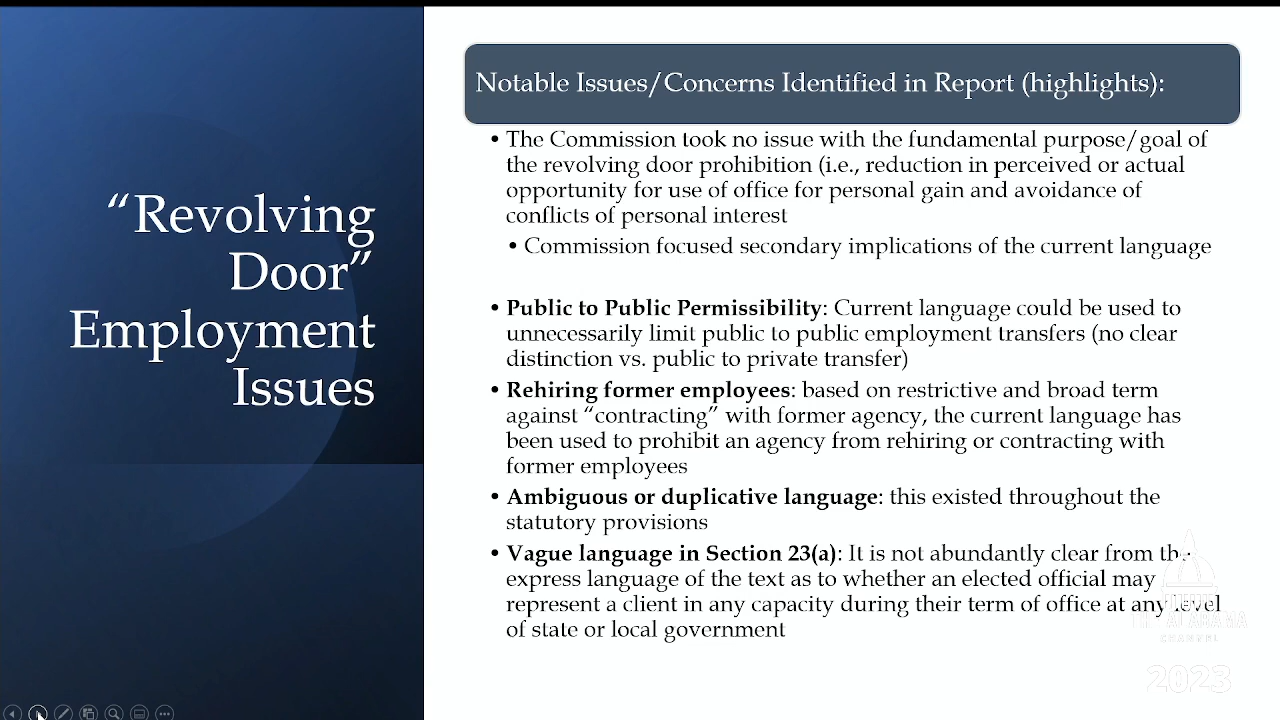 “Revolving
Door”
Employment
Issues
Notable Issues/Concerns Identified in Report (highlights):
• The Commission took no issue with the fundamental purpose/goal of
the revolving door prohibition (i.e., reduction in perceived or actual
opportunity for use of office for personal gain and avoidance of
conflicts of personal interest
• Commission focused secondary implications of the current language
• Public to Public Permissibility: Current language could be used to
unnecessarily limit public to public employment transfers (no clear
distinction vs. public to private transfer)
• Rehiring former employees: based on restrictive and broad term
against “contracting” with former agency, the current language has
been used to prohibit an agency from rehiring or contracting with
former employees
• Ambiguous or duplicative language: this existed throughout the
statutory provisions
• Vague language in Section 23(a): It is not abundantly clear from the
express language of the text as to whether an elected official may
represent a client in any capacity during their term of office at any level
of state or local government
THE ALABAMA
CHANNEL
2023